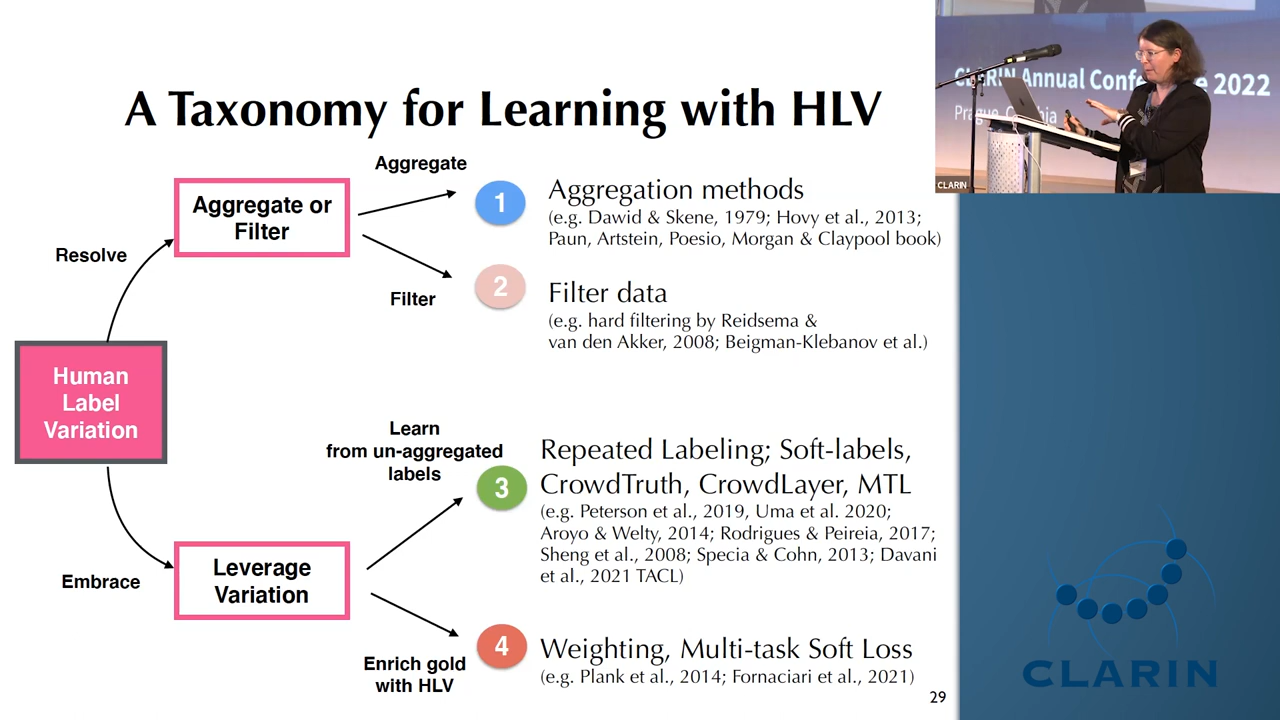 A Taxonomy for Learning with HLV
Aggregate
Aggregate or
Filter
Resolve
Filter
1
Aggregation methods
(e.g. Dawid & Skene, 1979; Hovy et al., 2013;
Paun, Artstein, Poesio, Morgan & Claypool book)
2
Filter data
(e.g. hard filtering by Reidsema &
van den Akker, 2008; Beigman-Klebanov et al.)
Human
Label
Variation
Learn
from un-aggregated
labels
3
Repeated Labeling; Soft-labels,
CrowdTruth, CrowdLayer, MTL
(e.g. Peterson et al., 2019, Uma et al. 2020;
Aroyo & Welty, 2014; Rodrigues & Peireia, 2017;
Sheng et al., 2008; Specia & Cohn, 2013; Davani
et al., 2021 TACL)
Embrace
Leverage
Variation
Enrich gold
with HLV
4
Weighting, Multi-task Soft Loss
(e.g. Plank et al., 2014; Fornaciari et al., 2021)
29
CLARIN Annual 2022
CLARIN
CLARIN